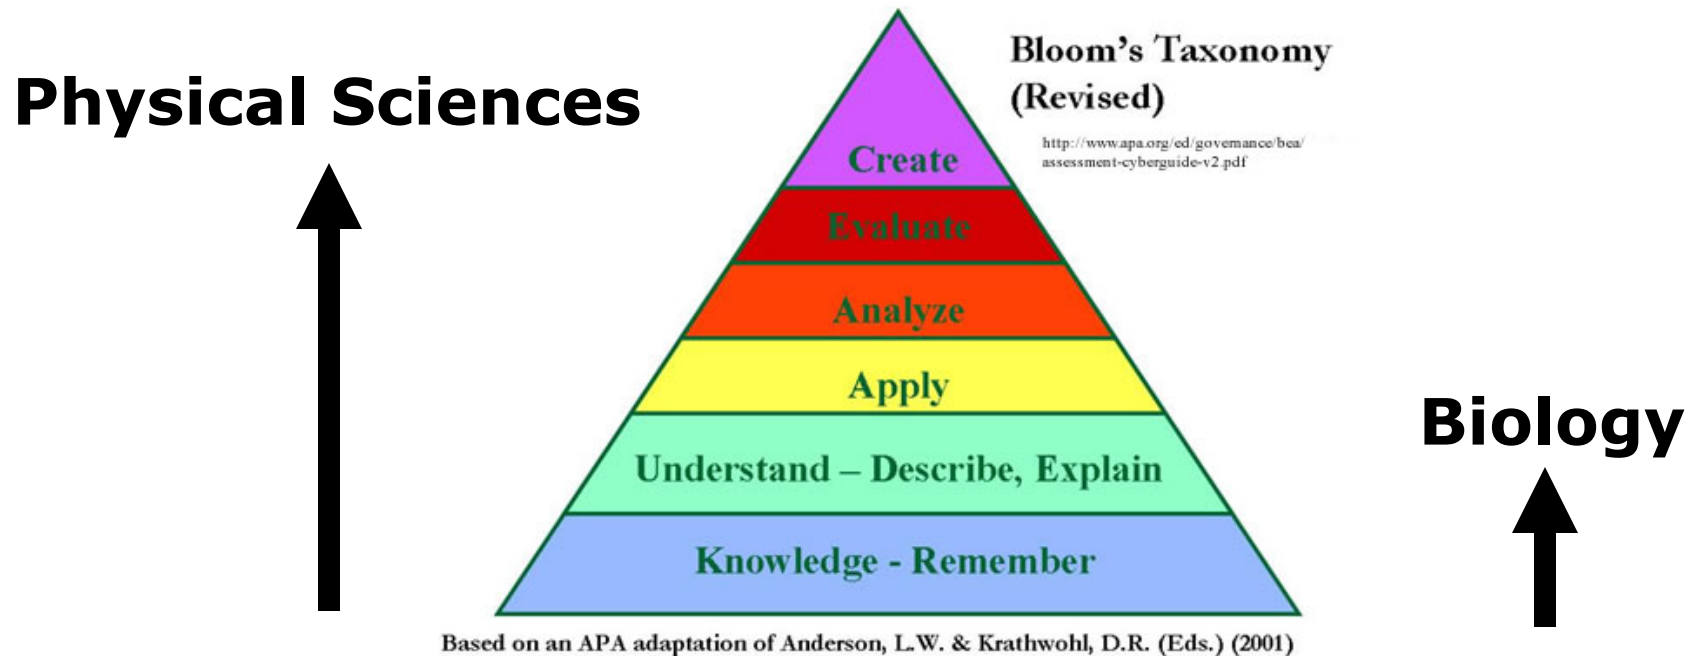 Physical Sciences
Bloom's Taxonomy
(Revised)
http://www.apa.org/ed/governance/bea/
assessment-cyberguide-v2.pdf
Create
Evaluate
Analyze
Apply
Understand – Describe, Explain
Knowledge - Remember
Biology
Based on an APA adaptation of Anderson, L.W. & Krathwohl, D.R. (Eds.) (2001)